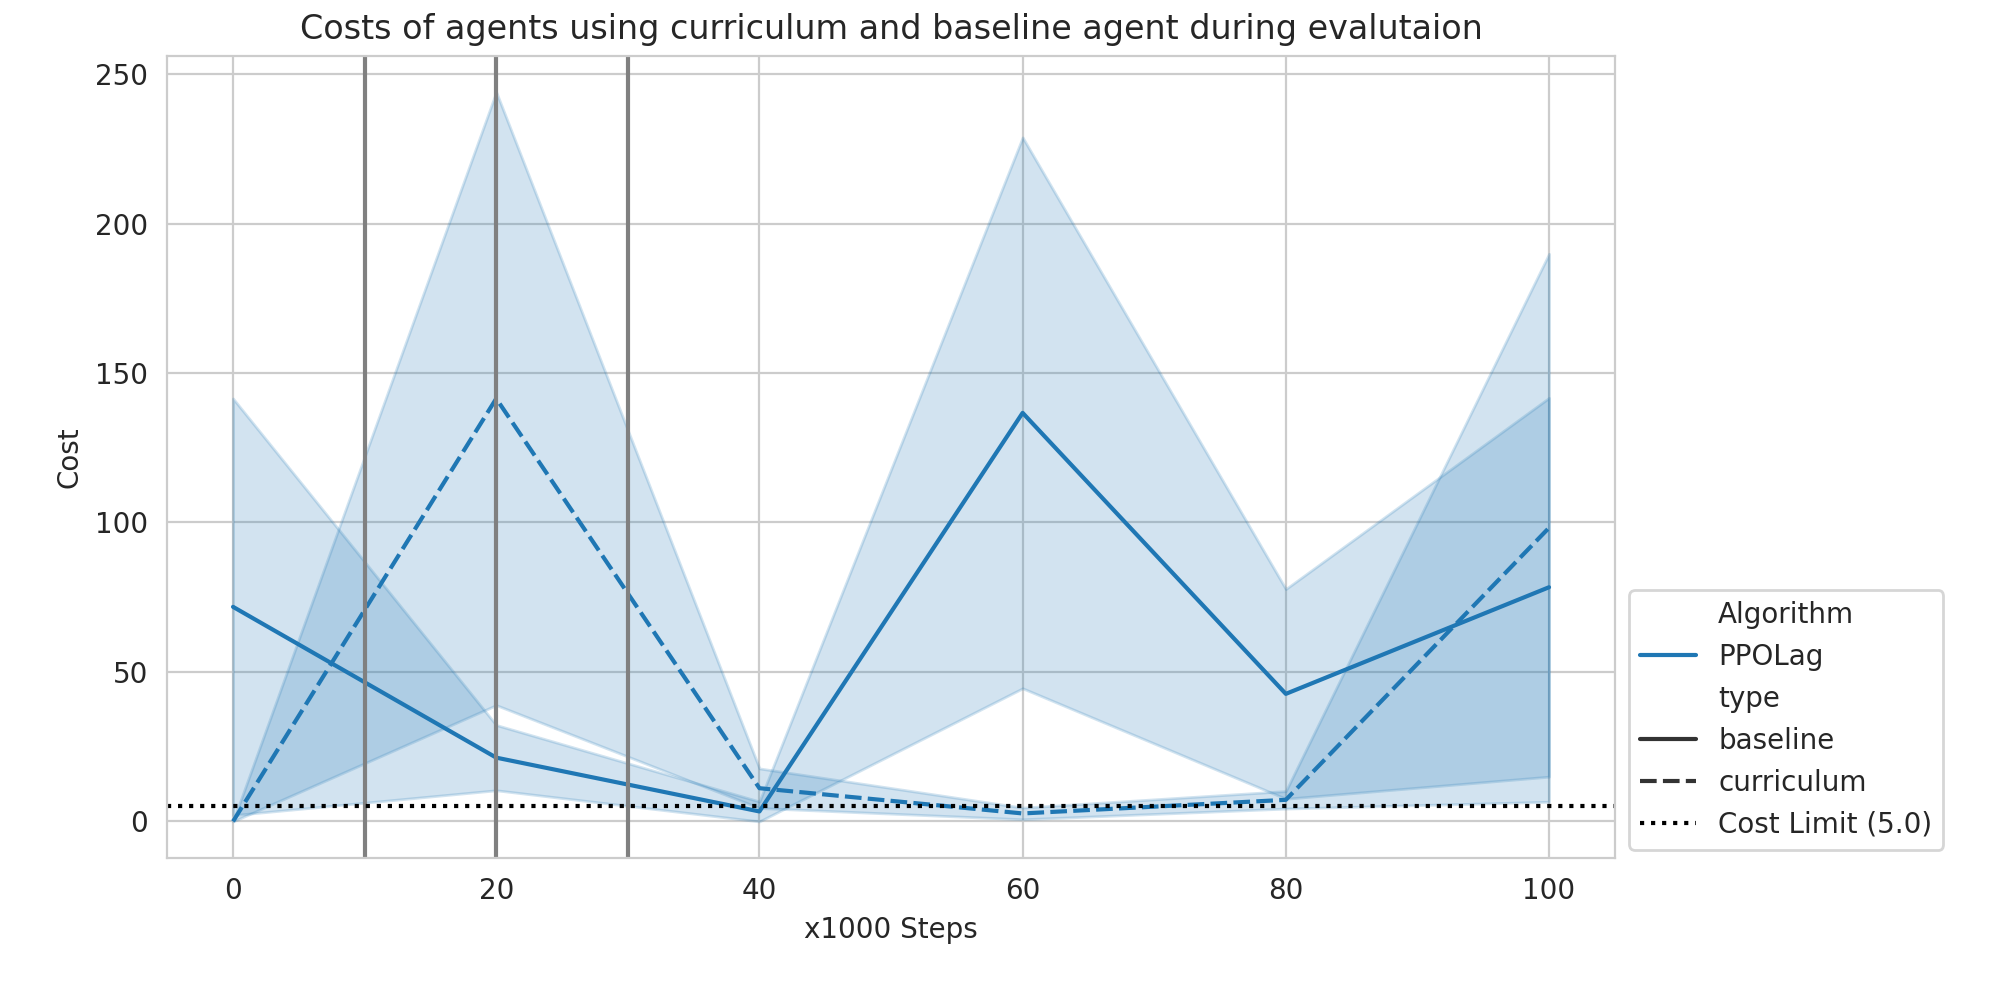 Costs of agents using curriculum and baseline agent during evalutaion
250
200
150
100
50
0
Cost
0 20 40 60 80 100
x1000 Steps
Algorithm
PPOLag
type
baseline
curriculum
Cost Limit (5.0)